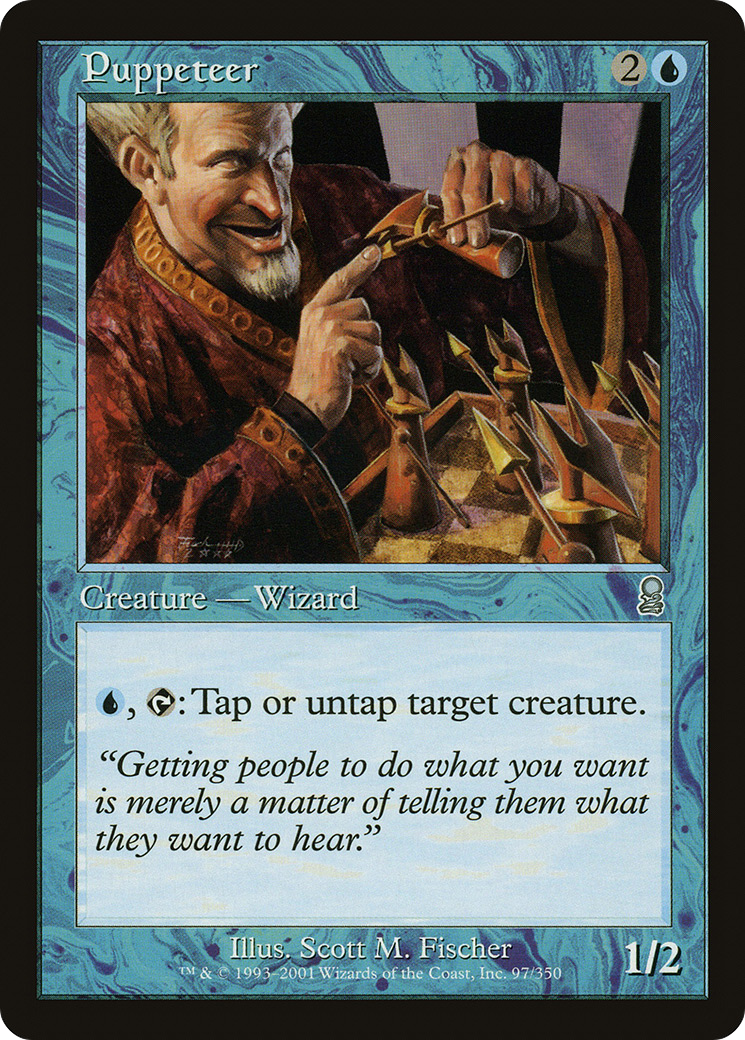 Puppeteer 2
Creature — Wizard
: Tap or untap target creature.
“Getting people to do what you want
is merely a matter of telling them what
they want to hear.”
Illus. Scott M. Fischer
™ & © 1993–2001 Wizards of the Coast, Inc. 97/350
1/2